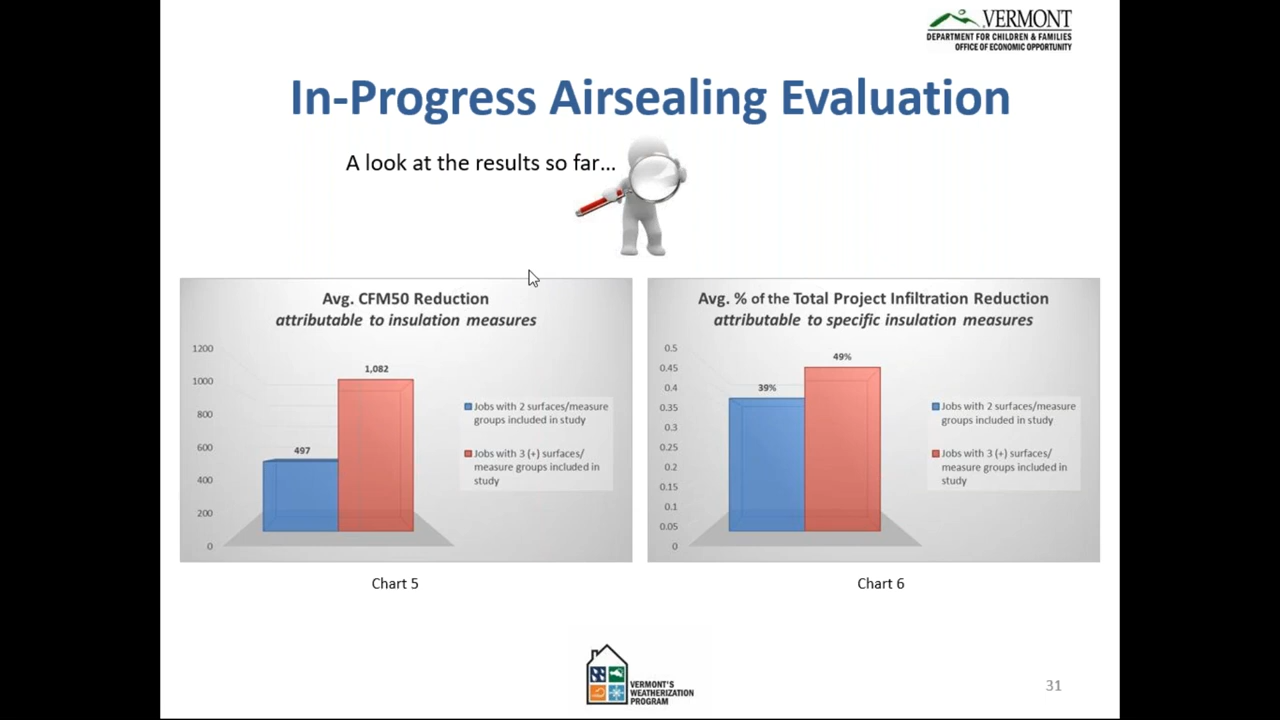 VERMONT
DEPARTMENT FOR CHILDREN & FAMILIES
OFFICE OF ECONOMIC OPPORTUNITY
In-Progress Airsealing Evaluation
A look at the results so far...
Avg. CFM50 Reduction
attributable to insulation measures
1200
1000
800
600
400
200
0
497
1,082
Jobs with 2 surfaces/measure
groups included in study
Jobs with 3 (+) surfaces/
measure groups included in
study
Chart 5
Avg. % of the Total Project Infiltration Reduction
attributable to specific insulation measures
0.5
0.45
0.4
0.35
0.3
0.25
0.2
0.15
0.1
0.05
0
39%
49%
Jobs with 2 surfaces/measure
groups included in study
Jobs with 3 (+) surfaces/
measure groups included in
study
Chart 6
VERMONT'S
WEATHERIZATION
PROGRAM
31